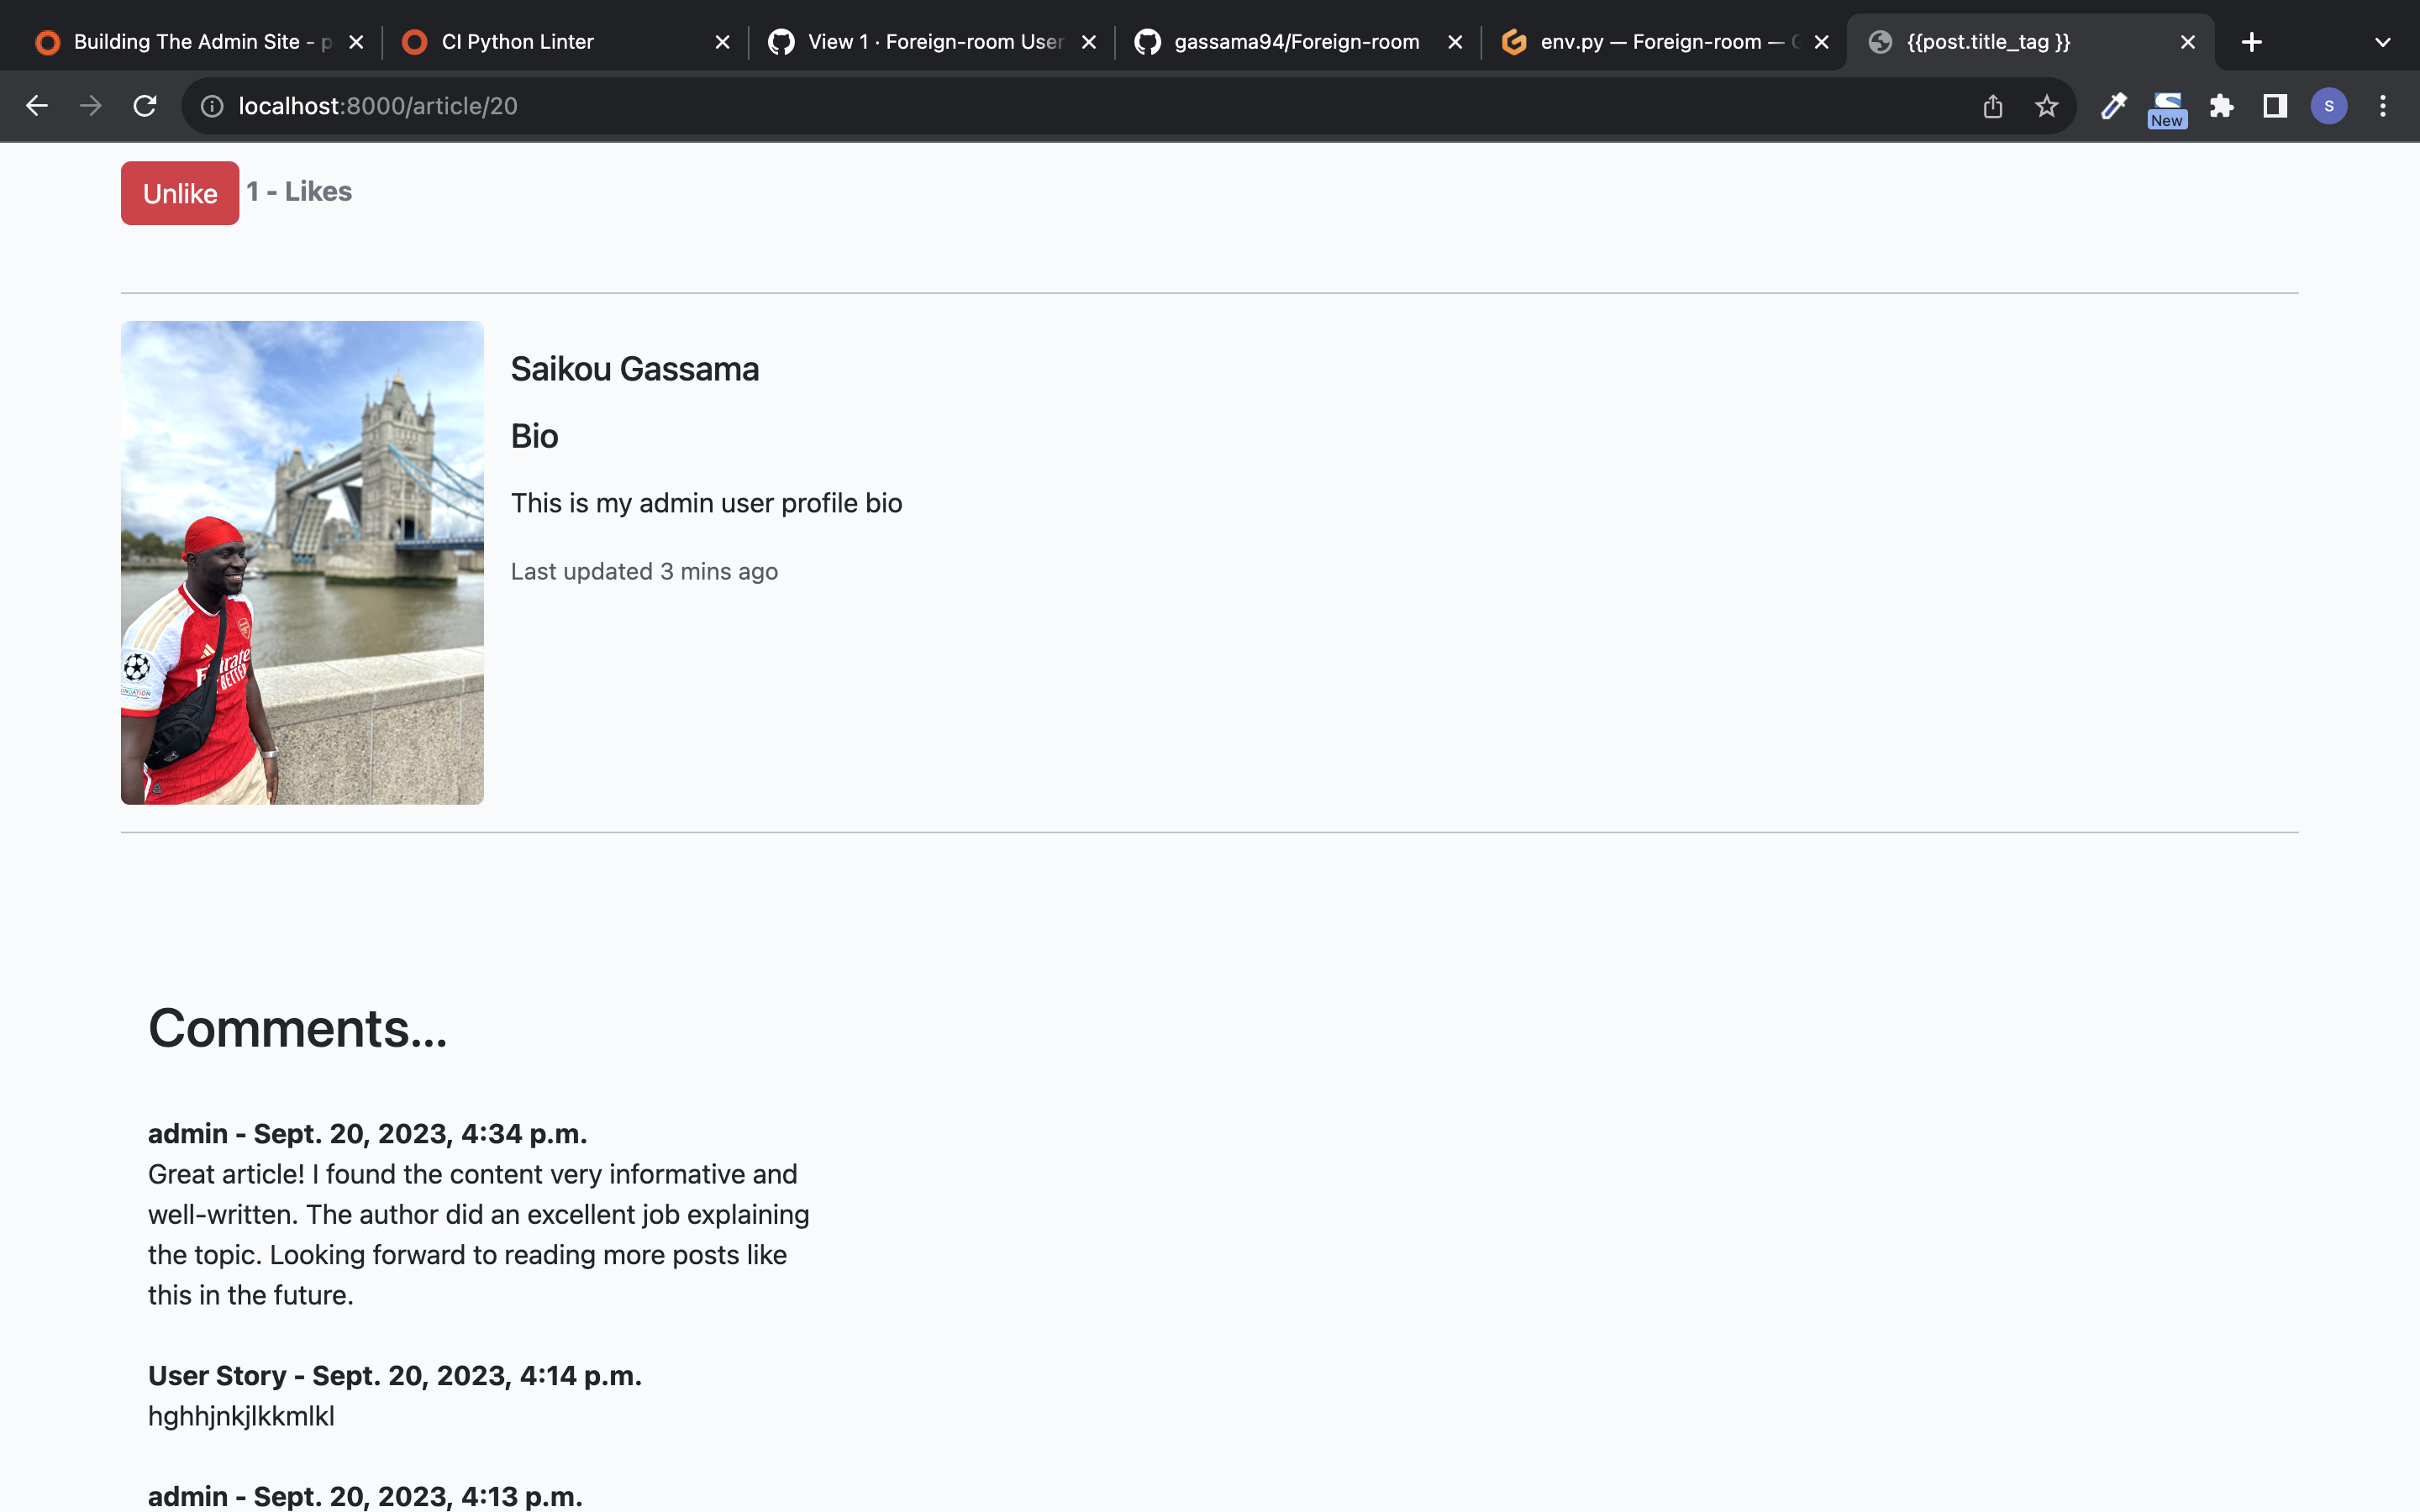 Building The Admin Site - p
CI Python Linter
View 1 · Foreign-room User
gassama94/Foreign-room
env.py — Foreign-room — G
{{post.title_tag }}
localhost:8000/article/20
New
S
Unlike
1 - Likes
Saikou Gassama
Bio
This is my admin user profile bio
Last updated 3 mins ago
Comments...
admin - Sept. 20, 2023, 4:34 p.m.
Great article! I found the content very informative and
well-written. The author did an excellent job explaining
the topic. Looking forward to reading more posts like
this in the future.
User Story - Sept. 20, 2023, 4:14 p.m.
hghhjnkjlkkmlkl
admin - Sept. 20, 2023, 4:13 p.m.